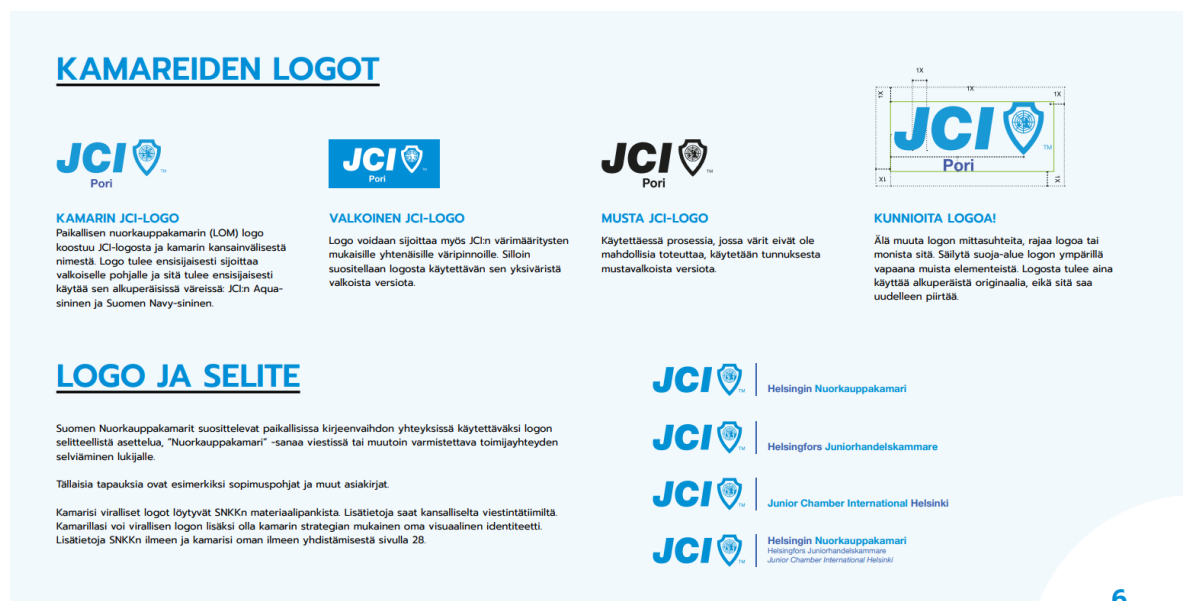 KAMAREIDEN LOGOT
JCI
TM
Pori
KAMARIN JCI-LOGO
Paikallisen nuorkauppakamarin (LOM) logo
koostuu JCI-logosta ja kamarin kansainvälisestä
nimestä. Logo tulee ensisijaisesti sijoittaa
valkoiselle pohjalle ja sitä tulee ensisijaisesti
käytää sen alkuperäisissä väreissä: JCI:n Aqua-
sininen ja Suomen Navy-sininen.
JCI
Pori
VALKOINEN JCI-LOGO
Logo voidaan sijoittaa myös JCI:n värimääritysten
mukaisille yhtenäisille väripinnoille. Silloin
suositellaan logosta käytettävän sen yksiväristä
valkoista versiota.
JCI
TM
Pori
MUSTA JCI-LOGO
Käytettäessä prosessia, jossa värit eivät ole
mahdollisia toteuttaa, käytetään tunnuksesta
mustavalkoista versiota.
1X
1X
1X
1X
JCI
TM
Pori
1X
1X
KUNNIOITA LOGOA!
Älä muuta logon mittasuhteita, rajaa logoa tai
monista sitä. Säilytä suoja-alue logon ympärillä
vapaana muista elementeistä. Logosta tulee aina
käyttää alkuperäistä originaalia, eikä sitä saa
uudelleen piirtää.
LOGO JA SELITE
Suomen Nuorkauppakamarit suosittelevat paikallisissa kirjeenvaihdon yhteyksissä käytettäväksi logon
selitteellistä asettelua, ”Nuorkauppakamari” -sanaa viestissä tai muutoin varmistettava toimijayhteyden
selviäminen lukijalle.
Tällaisia tapauksia ovat esimerkiksi sopimuspohjat ja muut asiakirjat.
Kamarisi viralliset logot löytyvät SNKKn materiaalipankista. Lisätietoja saat kansalliselta viestintätiimiltä.
Kamarillasi voi virallisen logon lisäksi olla kamarin strategian mukainen oma visuaalinen identiteetti.
Lisätietoja SNKKn ilmeen ja kamarisi oman ilmeen yhdistämisestä sivulla 28.
JCI TM Helsingin Nuorkauppakamari
JCI TM Helsingfors Juniorhandelskammare
JCI TM Junior Chamber International Helsinki
JCI TM Helsingin Nuorkauppakamari
Helsingfors Juniorhandelskammare
Junior Chamber International Helsinki
6